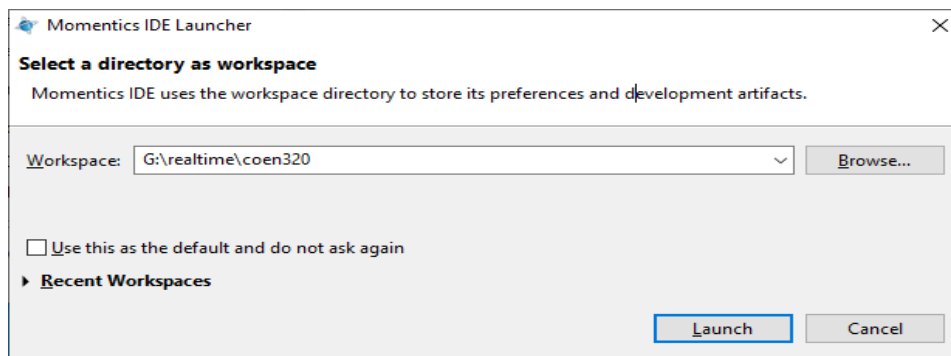 Momentics IDE Launcher
Select a directory as workspace
Momentics IDE uses the workspace directory to store its preferences and development artifacts.
Workspace: G:\realtime\coen320 Browse...
Use this as the default and do not ask again
Recent Workspaces
Launch Cancel